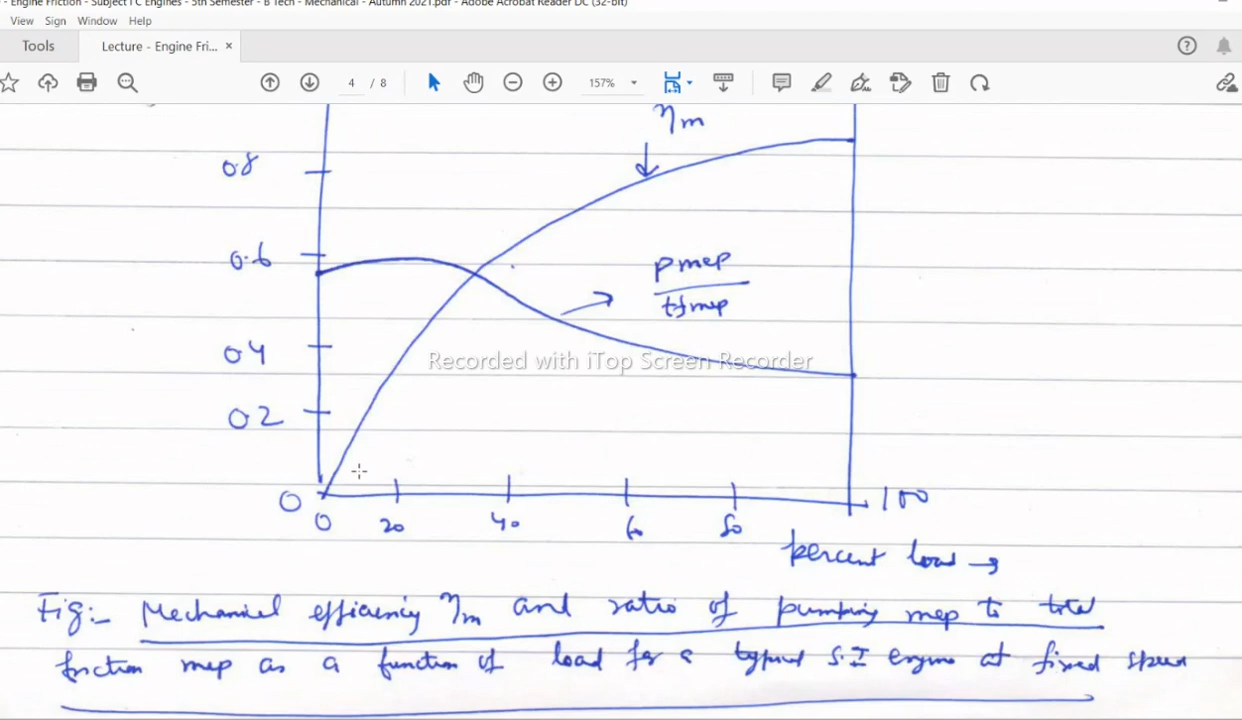 - Engine Friction - Subject I C Engines - 5th Semester - B Tech - Mechanical - Autumn 2021.pdf - Adobe Acrobat Reader DC (32-bit)
View Sign Window Help
Tools Lecture - Engine Fri... ×
4 / 8 157%
ηm
0.8
0.6
pmep
tfmep
0.4
Recorded with iTop Screen Recorder
0.2
0
0 20 40 60 80 100
percent load →
Fig:- Mechanical efficiency ηm and ratio of pumping mep to total
friction mep as a function of load for a typical S.I engine at fixed speed